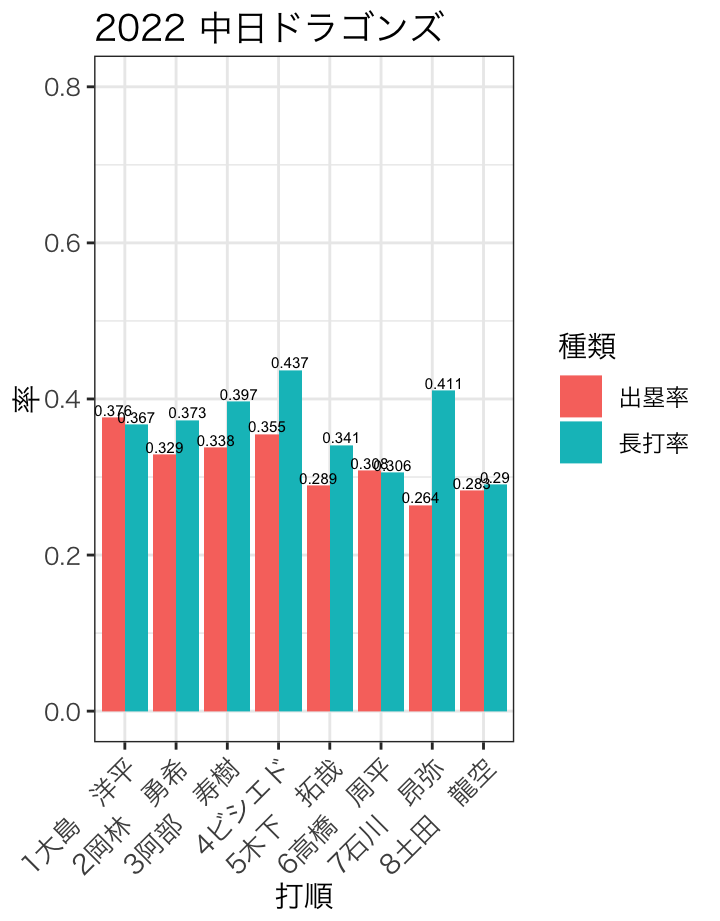 2022 中日ドラゴンズ
0.8
0.6
0.4
0.2
0.0
率
0.376
0.367
0.329
0.373
0.338
0.397
0.355
0.437
0.289
0.341
0.308
0.306
0.264
0.411
0.283
0.29
1大島　洋平
2岡林　勇希
3阿部　寿樹
4ビシエド
5木下　拓哉
6高橋　周平
7石川　昂弥
8土田　龍空
打順
種類
出塁率
長打率